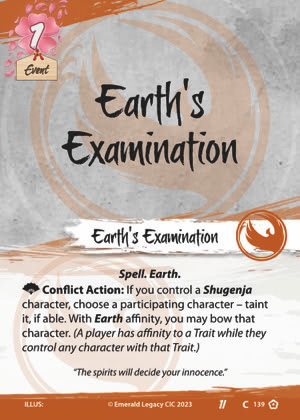 1
Event
Earth's
Examination
Earth's Examination
Spell. Earth.
Conflict Action: If you control a Shugenja
character, choose a participating character – taint
it, if able. With Earth affinity, you may bow that
character. (A player has affinity to a Trait while they
control any character with that Trait.)
"The spirits will decide your innocence."
ILLUS: © Emerald Legacy CIC 2023 C 139